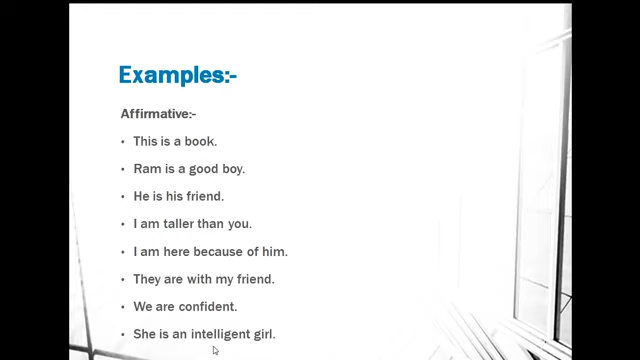 Examples:-
Affirmative:-
• This is a book.
• Ram is a good boy.
• He is his friend.
• I am taller than you.
• I am here because of him.
• They are with my friend.
• We are confident.
• She is an intelligent girl.